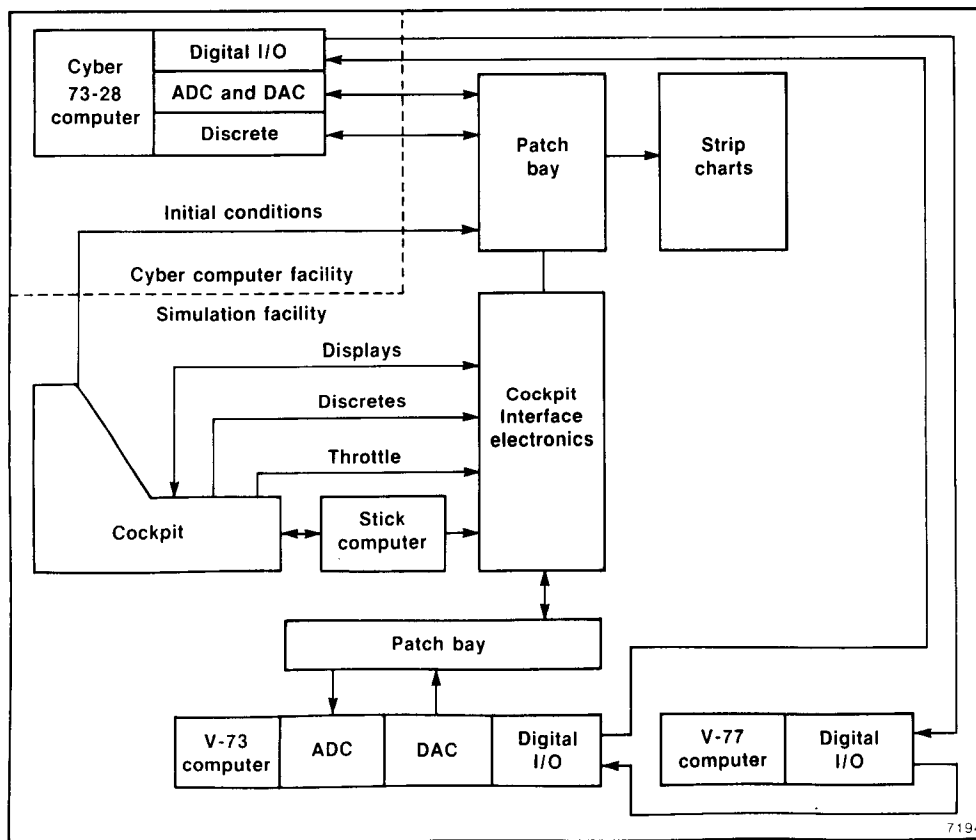 Cyber
73-28
computer
Digital I/O
ADC and DAC
Discrete
Patch
bay
Strip
charts
Initial conditions
Cyber computer facility
Simulation facility
Displays
Discretes
Throttle
Cockpit
Interface
electronics
Cockpit
Stick
computer
Patch bay
V-73
computer
ADC
DAC
Digital
I/O
V-77
computer
Digital
I/O
7194